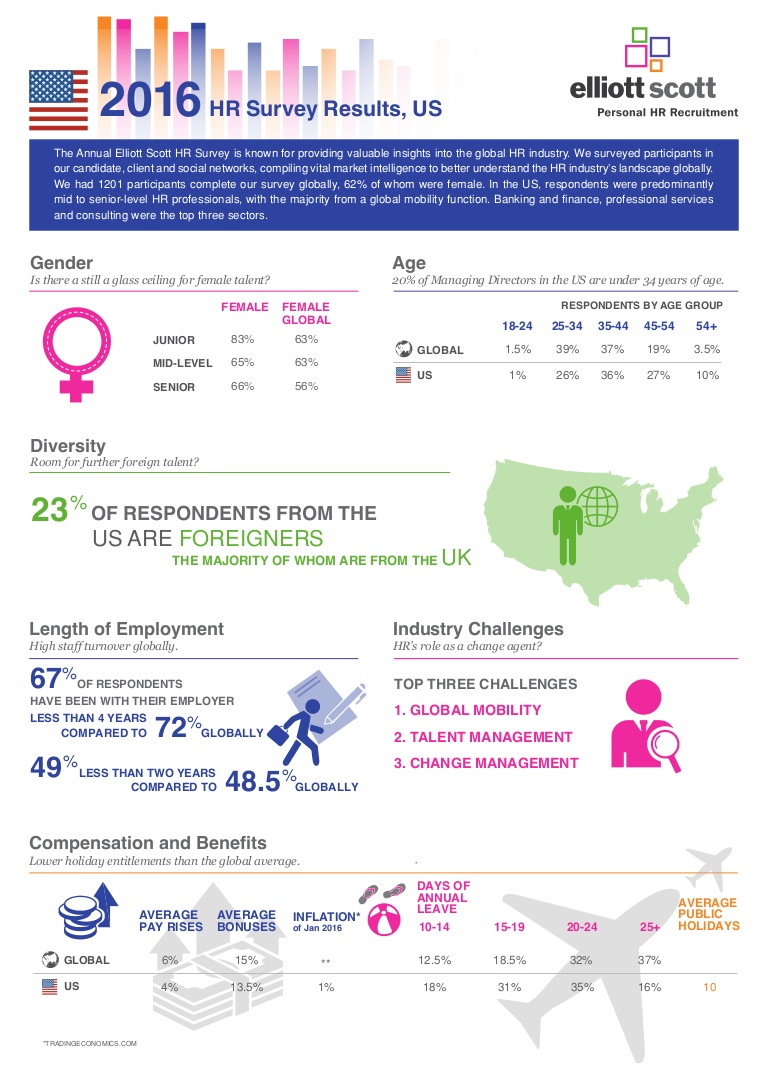 2016 HR Survey Results, US
elliott scott
Personal HR Recruitment
The Annual Elliott Scott HR Survey is known for providing valuable insights into the global HR industry. We surveyed participants in
our candidate, client and social networks, compiling vital market intelligence to better understand the HR industry's landscape globally.
We had 1201 participants complete our survey globally, 62% of whom were female. In the US, respondents were predominantly
mid to senior-level HR professionals, with the majority from a global mobility function. Banking and finance, professional services
and consulting were the top three sectors.
Gender
Is there a still a glass ceiling for female talent?
FEMALE FEMALE
GLOBAL
JUNIOR 83% 63%
MID-LEVEL 65% 63%
SENIOR 66% 56%
Age
20% of Managing Directors in the US are under 34 years of age.
RESPONDENTS BY AGE GROUP
18-24 25-34 35-44 45-54 54+
GLOBAL 1.5% 39% 37% 19% 3.5%
US 1% 26% 36% 27% 10%
Diversity
Room for further foreign talent?
23% OF RESPONDENTS FROM THE
US ARE FOREIGNERS
THE MAJORITY OF WHOM ARE FROM THE UK
Length of Employment
High staff turnover globally.
67% OF RESPONDENTS
HAVE BEEN WITH THEIR EMPLOYER
LESS THAN 4 YEARS
COMPARED TO 72% GLOBALLY
49% LESS THAN TWO YEARS
COMPARED TO 48.5% GLOBALLY
Industry Challenges
HR's role as a change agent?
TOP THREE CHALLENGES
1. GLOBAL MOBILITY
2. TALENT MANAGEMENT
3. CHANGE MANAGEMENT
Compensation and Benefits
Lower holiday entitlements than the global average.
AVERAGE
PAY RISES
AVERAGE
BONUSES
INFLATION*
of Jan 2016
DAYS OF
ANNUAL
LEAVE
10-14 15-19 20-24 25+
AVERAGE
PUBLIC
HOLIDAYS
GLOBAL 6% 15% ** 12.5% 18.5% 32% 37%
US 4% 13.5% 1% 18% 31% 35% 16% 10
*TRADINGECONOMICS.COM